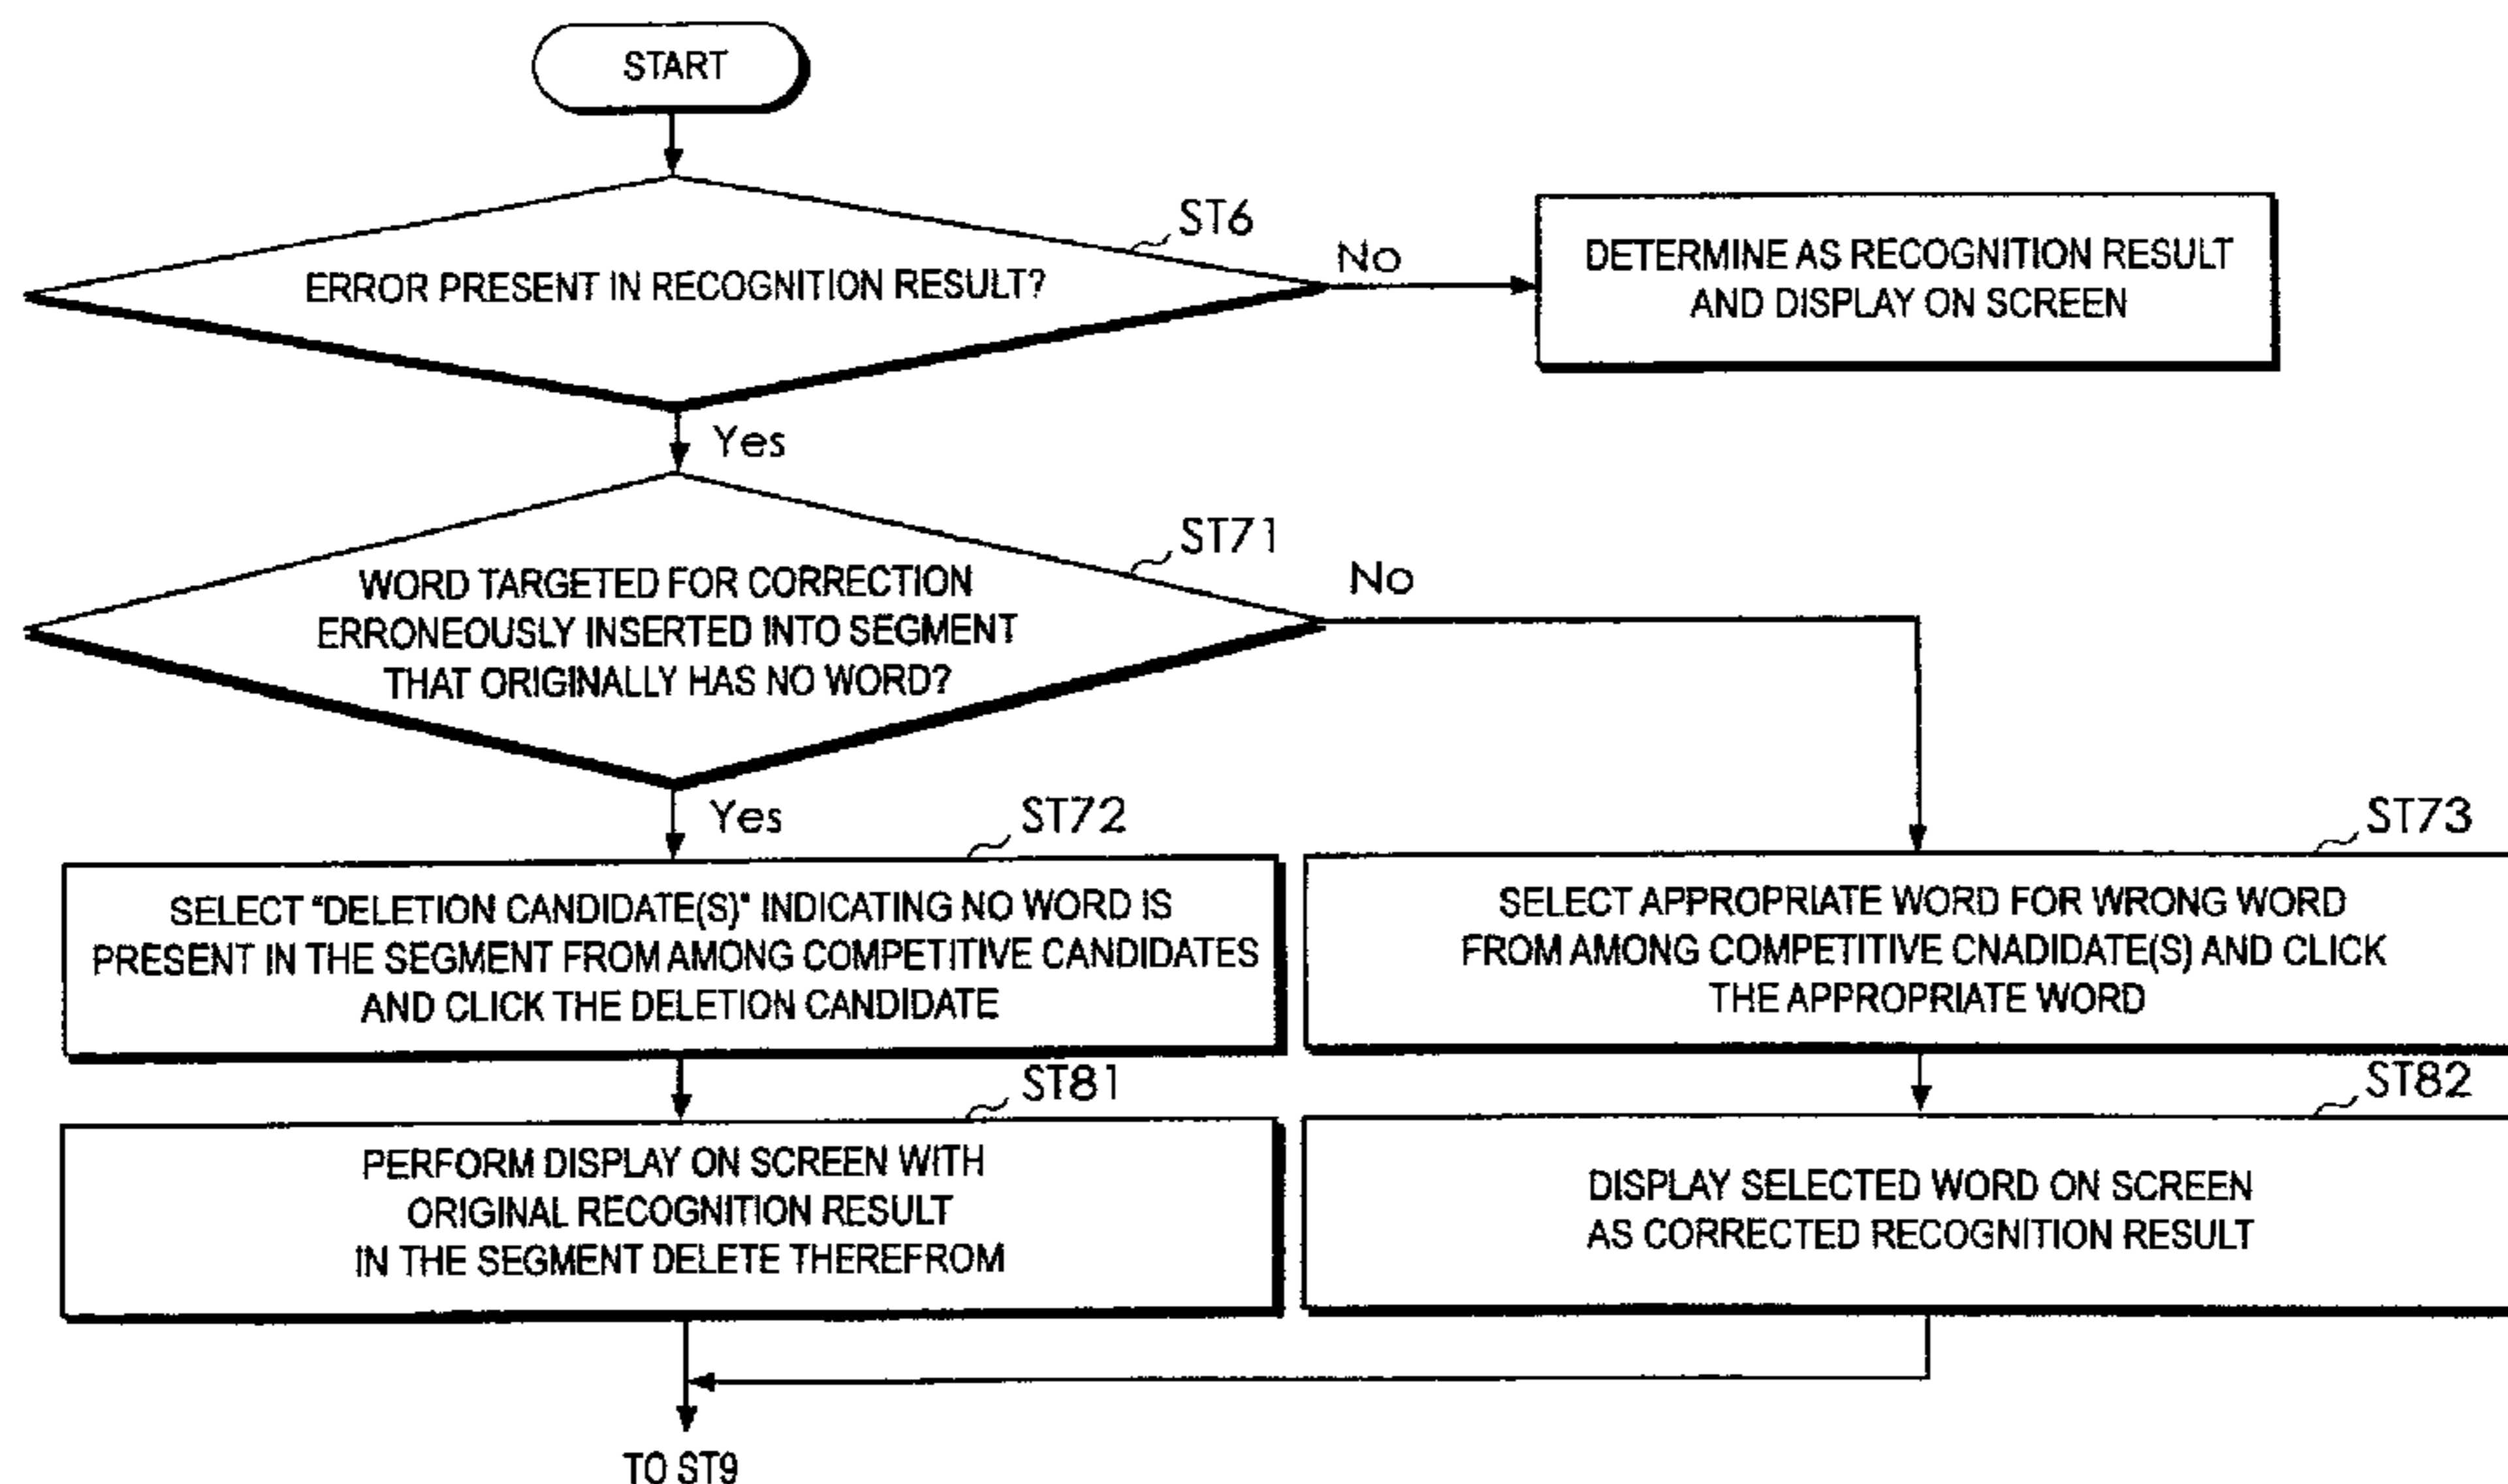 START
ST6
ERROR PRESENT IN RECOGNITION RESULT?
No
DETERMINE AS RECOGNITION RESULT
AND DISPLAY ON SCREEN
Yes
ST71
WORD TARGETED FOR CORRECTION
ERRONEOUSLY INSERTED INTO SEGMENT
THAT ORIGINALLY HAS NO WORD?
No
Yes
ST72
SELECT "DELETION CANDIDATE(S)" INDICATING NO WORD IS
PRESENT IN THE SEGMENT FROM AMONG COMPETITIVE CANDIDATES
AND CLICK THE DELETION CANDIDATE
ST73
SELECT APPROPRIATE WORD FOR WRONG WORD
FROM AMONG COMPETITIVE CNADIDATE(S) AND CLICK
THE APPROPRIATE WORD
ST81
PERFORM DISPLAY ON SCREEN WITH
ORIGINAL RECOGNITION RESULT
IN THE SEGMENT DELETE THEREFROM
ST82
DISPLAY SELECTED WORD ON SCREEN
AS CORRECTED RECOGNITION RESULT
TO ST9